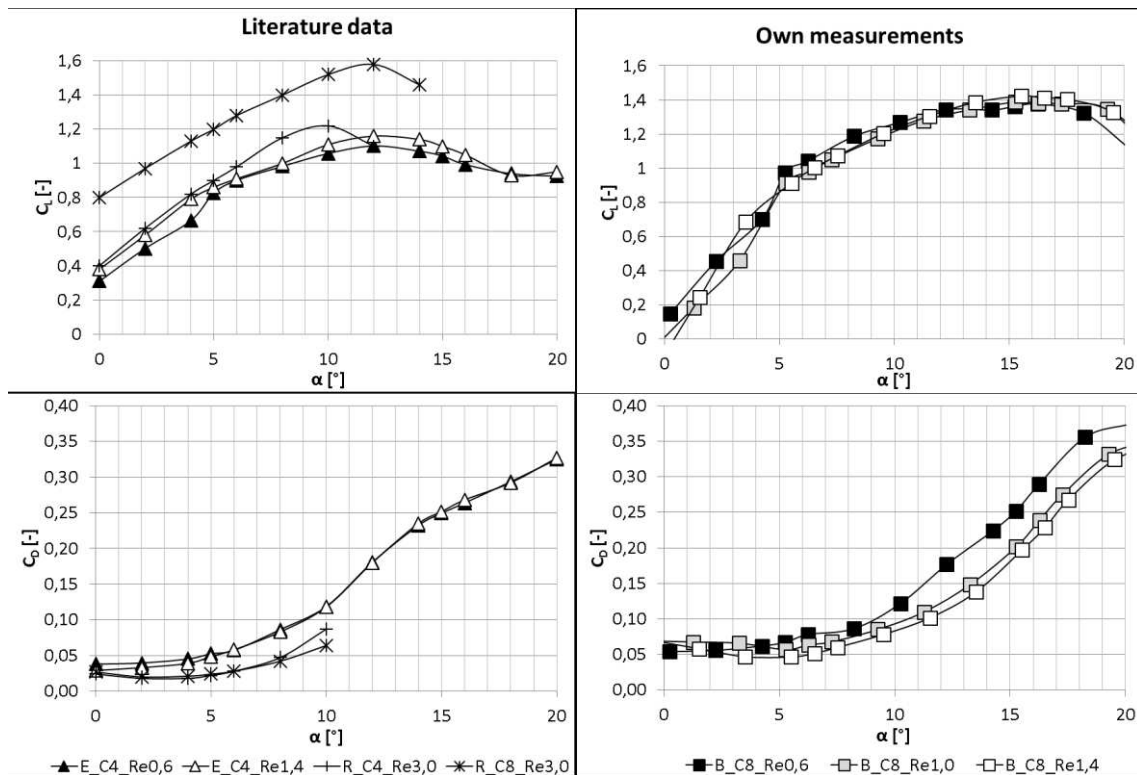 Literature data
1,6
1,4
1,2
1
0,8
0,6
0,4
0,2
0
C_L [-]
0 5 10 15 20
α [°]
Own measurements
1,6
1,4
1,2
1
0,8
0,6
0,4
0,2
0
C_L [-]
0 5 10 15 20
α [°]
0,40
0,35
0,30
0,25
0,20
0,15
0,10
0,05
0,00
C_D [-]
0 5 10 15 20
α [°]
E_C4_Re0,6 E_C4_Re1,4 R_C4_Re3,0 R_C8_Re3,0
0,40
0,35
0,30
0,25
0,20
0,15
0,10
0,05
0,00
C_D [-]
0 5 10 15 20
α [°]
B_C8_Re0,6 B_C8_Re1,0 B_C8_Re1,4